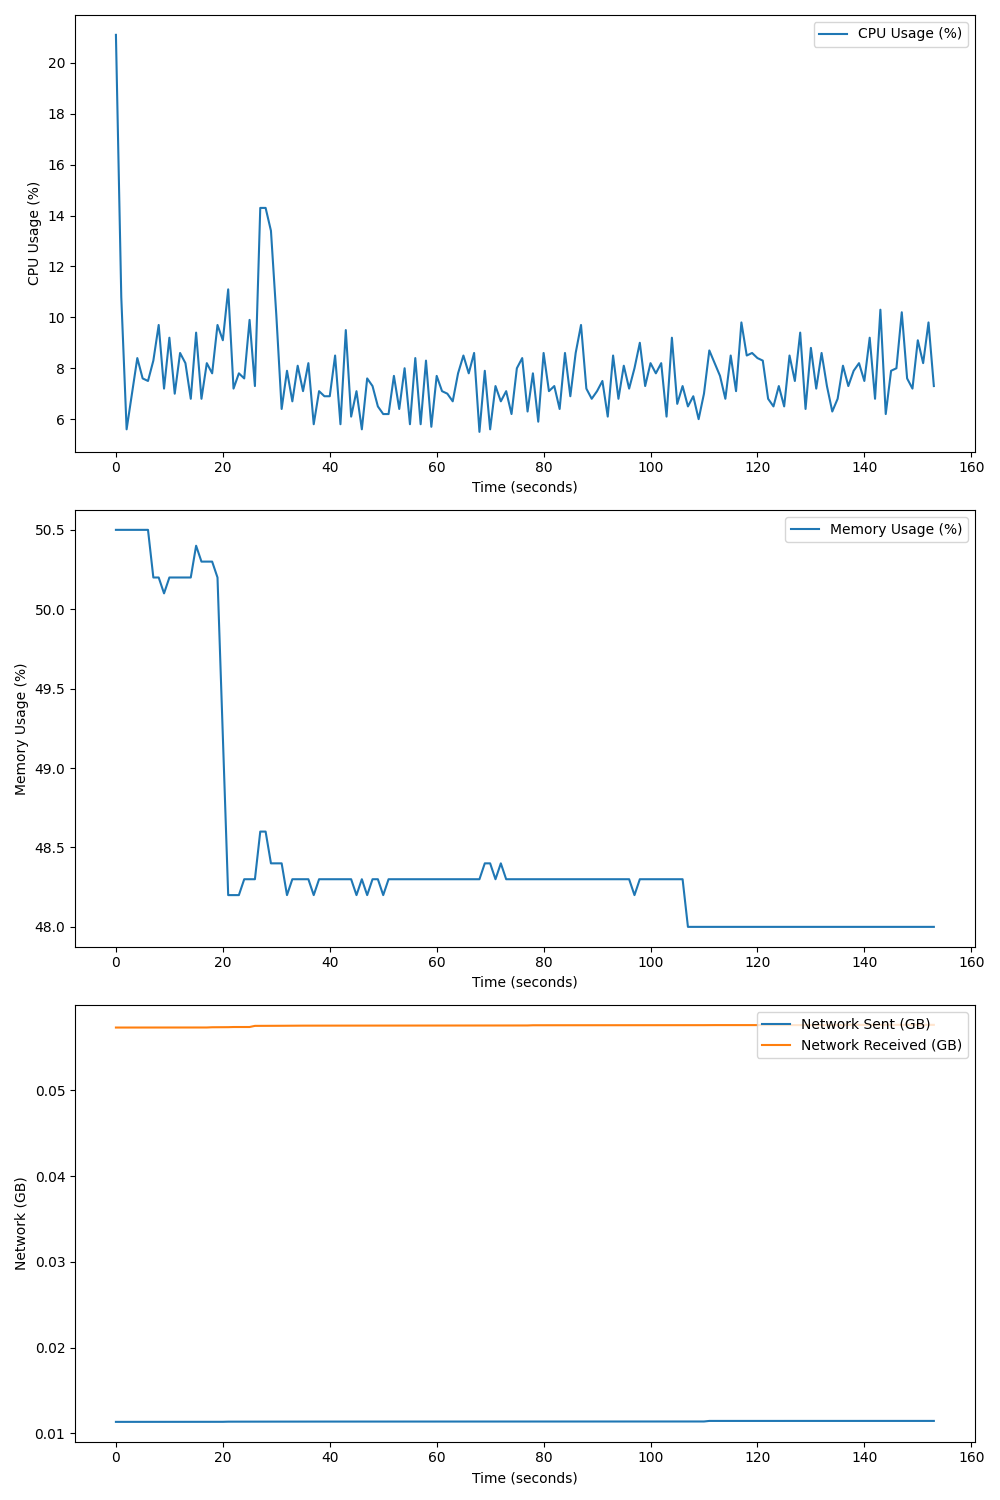 CPU Usage (%)
20
18
16
14
12
10
8
6
CPU Usage (%)
0 20 40 60 80 100 120 140 160
Time (seconds)
Memory Usage (%)
50.5
50.0
49.5
49.0
48.5
48.0
Memory Usage (%)
0 20 40 60 80 100 120 140 160
Time (seconds)
Network Sent (GB)
Network Received (GB)
0.05
0.04
0.03
0.02
0.01
Network (GB)
0 20 40 60 80 100 120 140 160
Time (seconds)